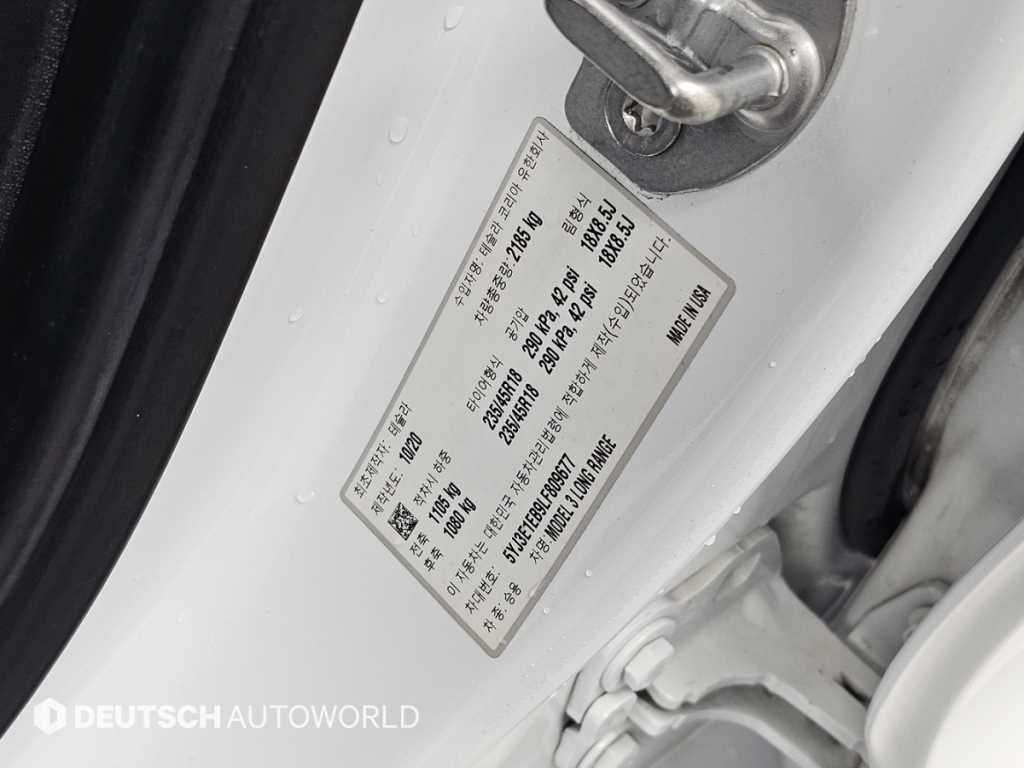 최초제작자: 테슬라 수입자명: 테슬라 코리아 유한회사
제작년도: 10/20 차량총중량: 2185 kg
적차시 하중 타이어형식 공기압 림형식
전축 1105 kg 235/45R18 290 kPa, 42 psi 18X8.5J
후축 1080 kg 235/45R18 290 kPa, 42 psi 18X8.5J
이 자동차는 대한민국 자동차관리법령에 적합하게 제작(수입)되었습니다.
차대번호: 5YJ3E1EB9LF809677
차종: 승용 차명: MODEL 3 LONG RANGE MADE IN USA
DEUTSCH AUTOWORLD